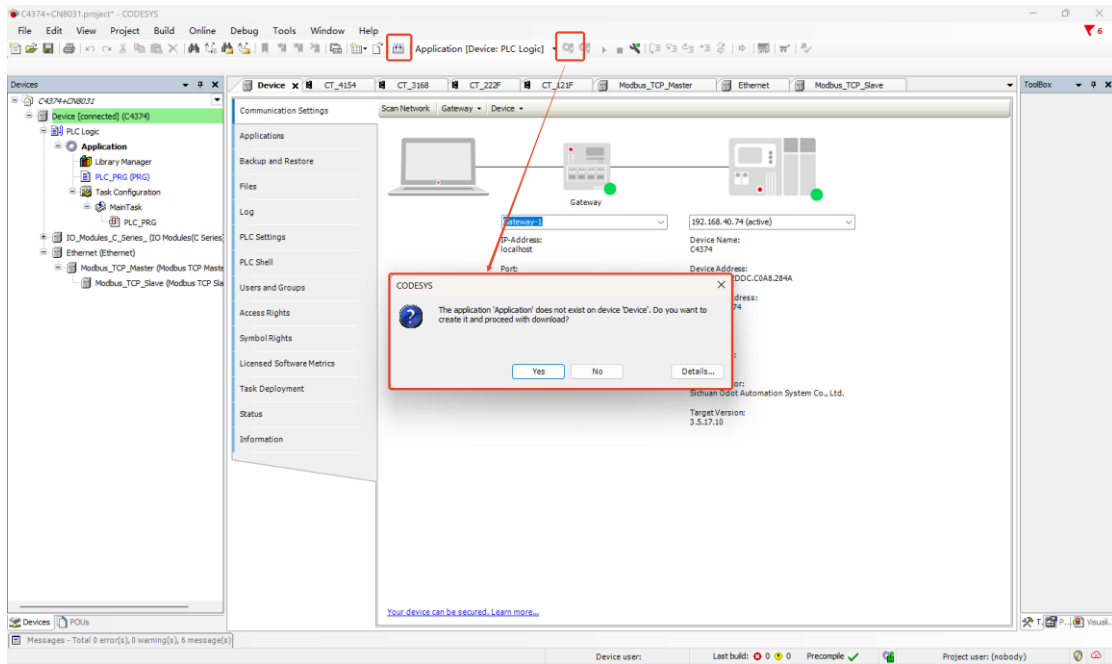 C4374+CN8031.project* - CODESYS
File Edit View Project Build Online Debug Tools Window Help
6
Application [Device: PLC Logic]
Devices
Device
CT_4154
CT_3168
CT_222F
CT_121F
Modbus_TCP_Master
Ethernet
Modbus_TCP_Slave
ToolBox
C4374+CN8031
Device [connected] (C4374)
PLC Logic
Application
Library Manager
PLC_PRG (PRG)
Task Configuration
MainTask
PLC_PRG
IO_Modules_C_Series_ (IO Modules(C Series
Ethernet (Ethernet)
Modbus_TCP_Master (Modbus TCP Maste
Modbus_TCP_Slave (Modbus TCP Sla
Communication Settings
Applications
Backup and Restore
Files
Log
PLC Settings
PLC Shell
Users and Groups
Access Rights
Symbol Rights
Licensed Software Metrics
Task Deployment
Status
Information
Scan Network Gateway Device
Gateway
Gateway-1
192.168.40.74 (active)
IP-Address:
localhost
Device Name:
C4374
Port:
Device Address:
DDC.C0A8.284A
dress:
74
CODESYS
The application 'Application' does not exist on device 'Device'. Do you want to
create it and proceed with download?
Yes
No
Details...
or:
Sichuan Odot Automation System Co., Ltd.
Target Version:
3.5.17.10
Your device can be secured. Learn more...
Devices
POUs
T.
P...
Visuali...
Messages - Total 0 error(s), 0 warning(s), 6 message(s)
Device user:
Last build: 0 0
Precompile
Project user: (nobody)